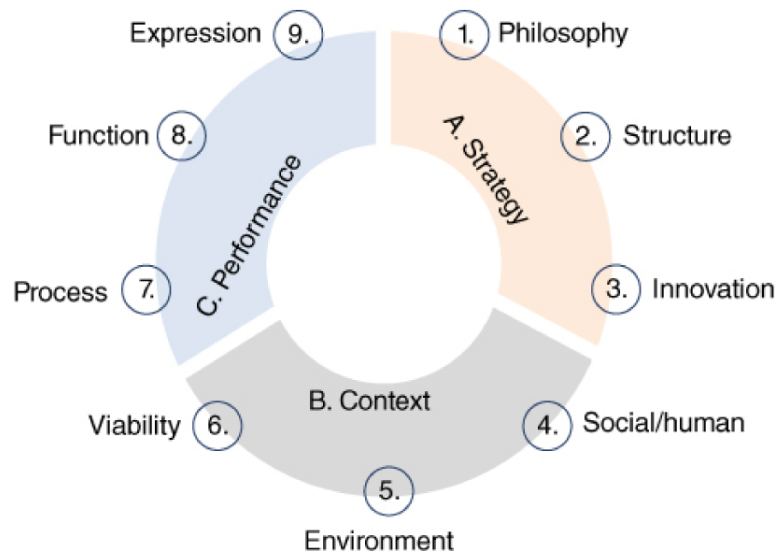 Expression 9.
1. Philosophy
Function 8.
2. Structure
A. Strategy
C. Performance
Process 7.
3. Innovation
B. Context
Viability 6.
4. Social/human
5.
Environment